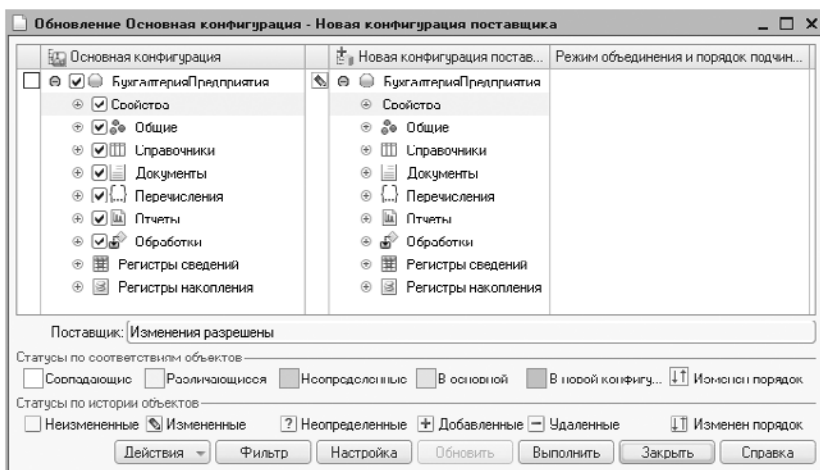 Обновление Основная конфигурация - Новая конфигурация поставщика
Основная конфигурация
Новая конфигурация постав...
Режим объединения и порядок подчин...
БухгалтерияПредприятия
БухгалтерияПредприятия
Свойства
Свойства
Общие
Общие
Справочники
Справочники
Документы
Документы
Перечисления
Перечисления
Отчеты
Отчеты
Обработки
Обработки
Регистры сведений
Регистры сведений
Регистры накопления
Регистры накопления
Поставщик: Изменения разрешены
Статусы по соответствиям объектов
Совпадающие Различающиеся Неопределенные В основной В новой конфигу... Изменен порядок
Статусы по истории объектов
Неизмененные Измененные ? Неопределенные Добавленные Удаленные Изменен порядок
Действия Фильтр Настройка Обновить Выполнить Закрыть Справка